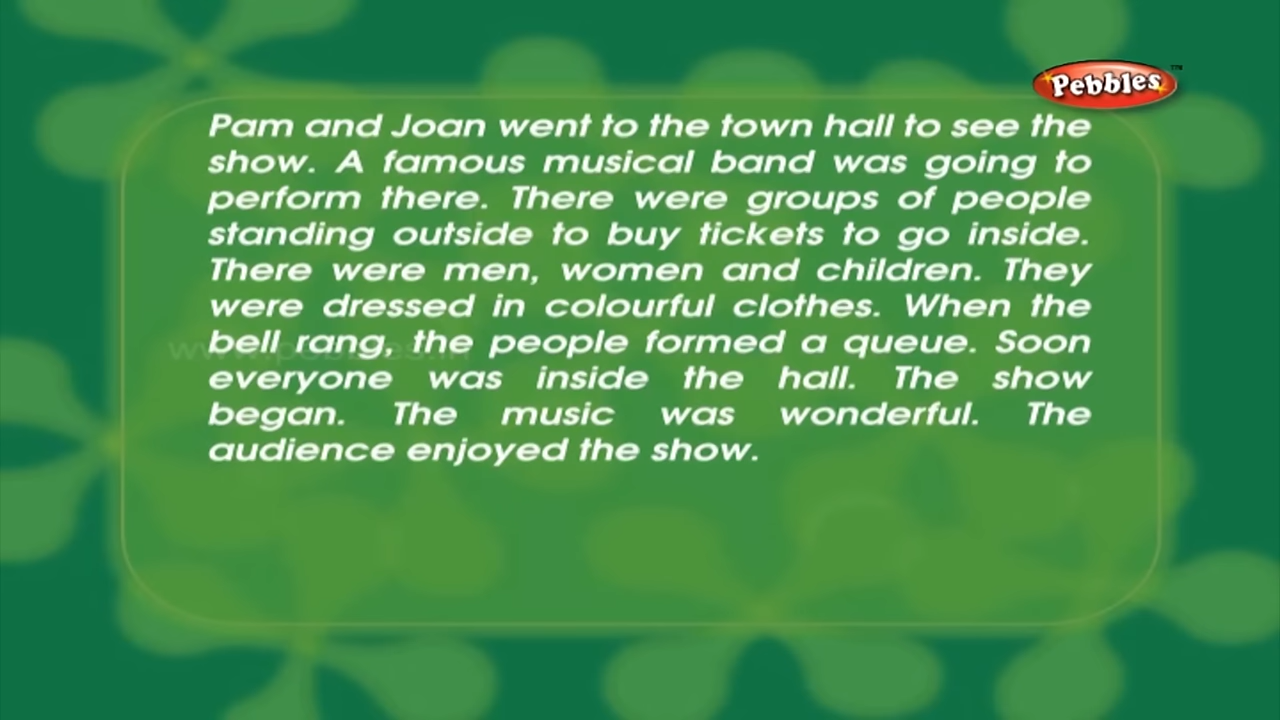 Pebbles™
Pam and Joan went to the town hall to see the
show. A famous musical band was going to
perform there. There were groups of people
standing outside to buy tickets to go inside.
There were men, women and children. They
were dressed in colourful clothes. When the
bell rang, the people formed a queue. Soon
everyone was inside the hall. The show
began. The music was wonderful. The
audience enjoyed the show.